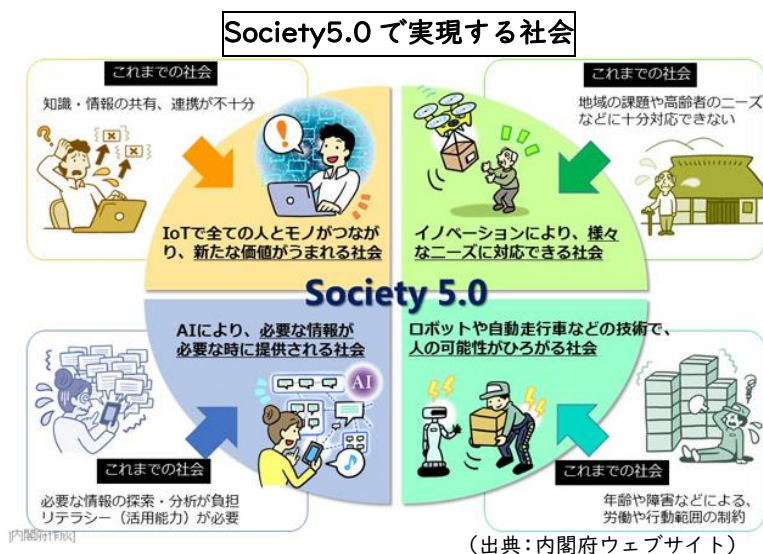 Society5.0で実現する社会
これまでの社会
知識・情報の共有、連携が不十分
IoTで全ての人とモノがつなが
り、新たな価値がうまれる社会
これまでの社会
地域の課題や高齢者のニーズ
などに十分対応できない
イノベーションにより、様々
なニーズに対応できる社会
Society 5.0
AIにより、必要な情報が
必要な時に提供される社会
AI
これまでの社会
必要な情報の探索・分析が負担
リテラシー（活用能力）が必要
ロボットや自動走行車などの技術で、
人の可能性がひろがる社会
これまでの社会
年齢や障害などによる、
労働や行動範囲の制約
[内閣府作成]
（出典：内閣府ウェブサイト）